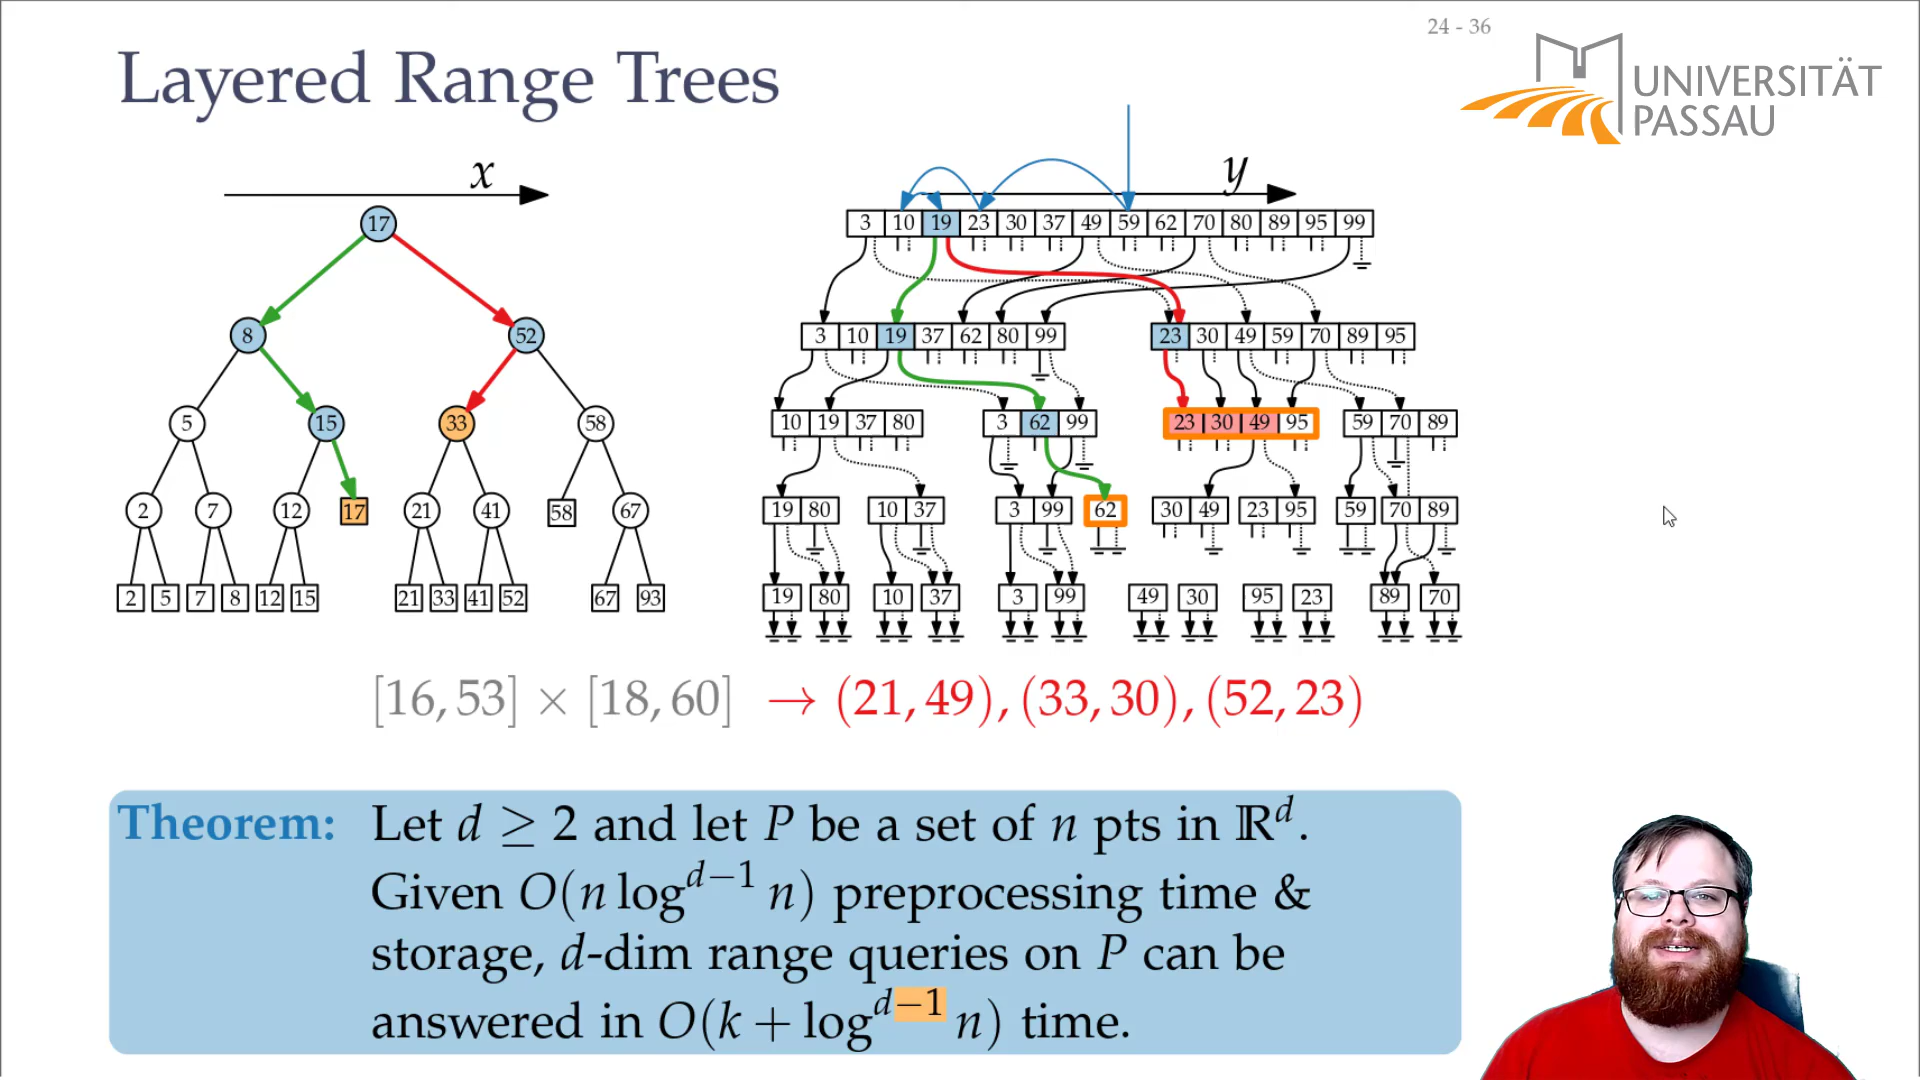 24 - 36
Layered Range Trees
UNIVERSITÄT
PASSAU
x
y
17
3 10 19 23 30 37 49 59 62 70 80 89 95 99
8 52
3 10 19 37 62 80 99 23 30 49 59 70 89 95
5 15 33 58
10 19 37 80 3 62 99 23 30 49 95 59 70 89
2 7 12 17 21 41 58 67
19 80 10 37 3 99 62 30 49 23 95 59 70 89
2 5 7 8 12 15 21 33 41 52 67 93
19 80 10 37 3 99 49 30 95 23 89 70
[16, 53] × [18, 60] → (21, 49), (33, 30), (52, 23)
Theorem: Let d ≥ 2 and let P be a set of n pts in ℝᵈ.
Given O(n logᵈ⁻¹ n) preprocessing time &
storage, d-dim range queries on P can be
answered in O(k + logᵈ⁻¹ n) time.